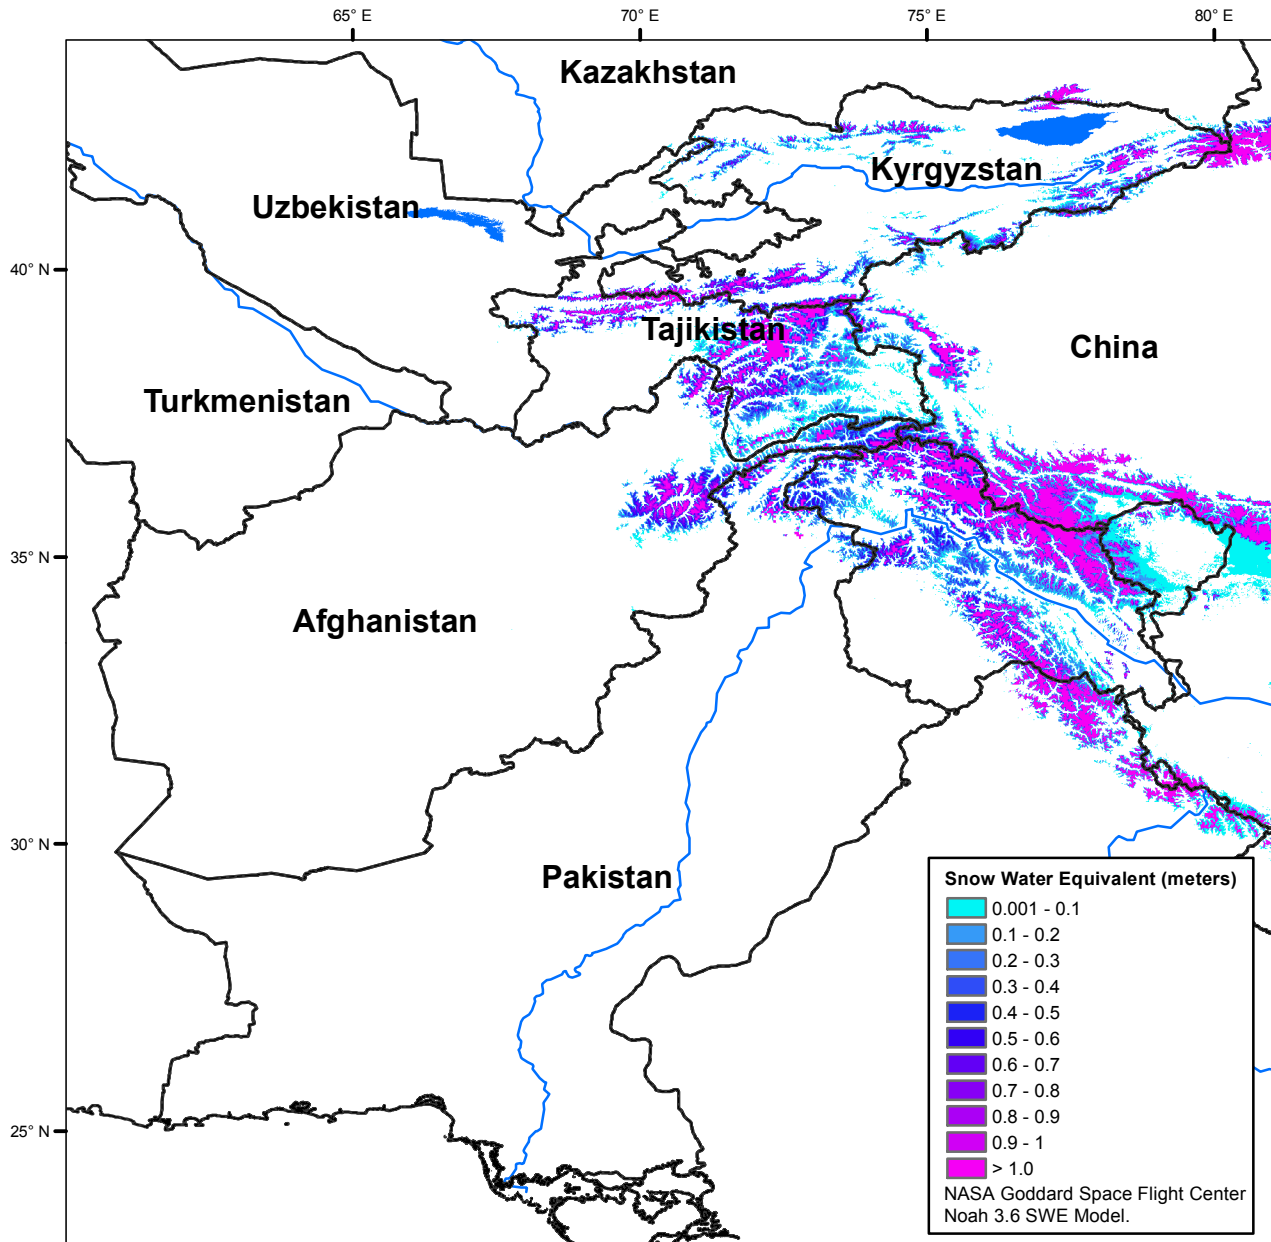 65° E
70° E
75° E
80° E
Kazakhstan
Kyrgyzstan
Uzbekistan
40° N
Tajikistan
China
Turkmenistan
35° N
Afghanistan
30° N
Pakistan
25° N
Snow Water Equivalent (meters)
0.001 - 0.1
0.1 - 0.2
0.2 - 0.3
0.3 - 0.4
0.4 - 0.5
0.5 - 0.6
0.6 - 0.7
0.7 - 0.8
0.8 - 0.9
0.9 - 1
> 1.0
NASA Goddard Space Flight Center
Noah 3.6 SWE Model.